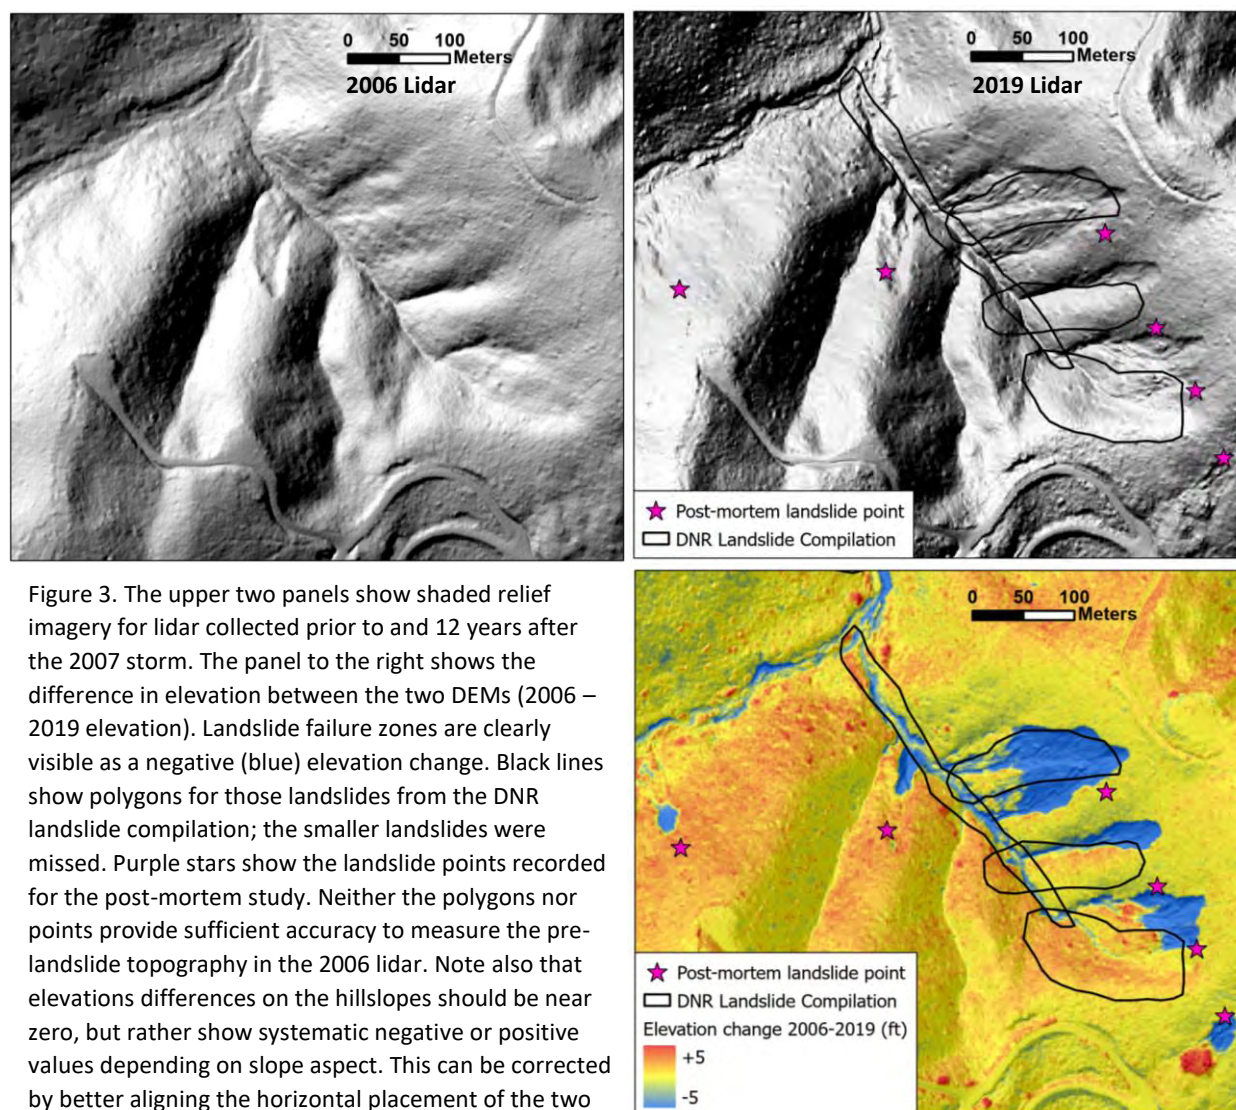 0 50 100
Meters
2006 Lidar
0 50 100
Meters
2019 Lidar
Post-mortem landslide point
DNR Landslide Compilation
Figure 3. The upper two panels show shaded relief
imagery for lidar collected prior to and 12 years after
the 2007 storm. The panel to the right shows the
difference in elevation between the two DEMs (2006 –
2019 elevation). Landslide failure zones are clearly
visible as a negative (blue) elevation change. Black lines
show polygons for those landslides from the DNR
landslide compilation; the smaller landslides were
missed. Purple stars show the landslide points recorded
for the post-mortem study. Neither the polygons nor
points provide sufficient accuracy to measure the pre-
landslide topography in the 2006 lidar. Note also that
elevations differences on the hillslopes should be near
zero, but rather show systematic negative or positive
values depending on slope aspect. This can be corrected
by better aligning the horizontal placement of the two
0 50 100
Meters
Post-mortem landslide point
DNR Landslide Compilation
Elevation change 2006-2019 (ft)
+5
-5